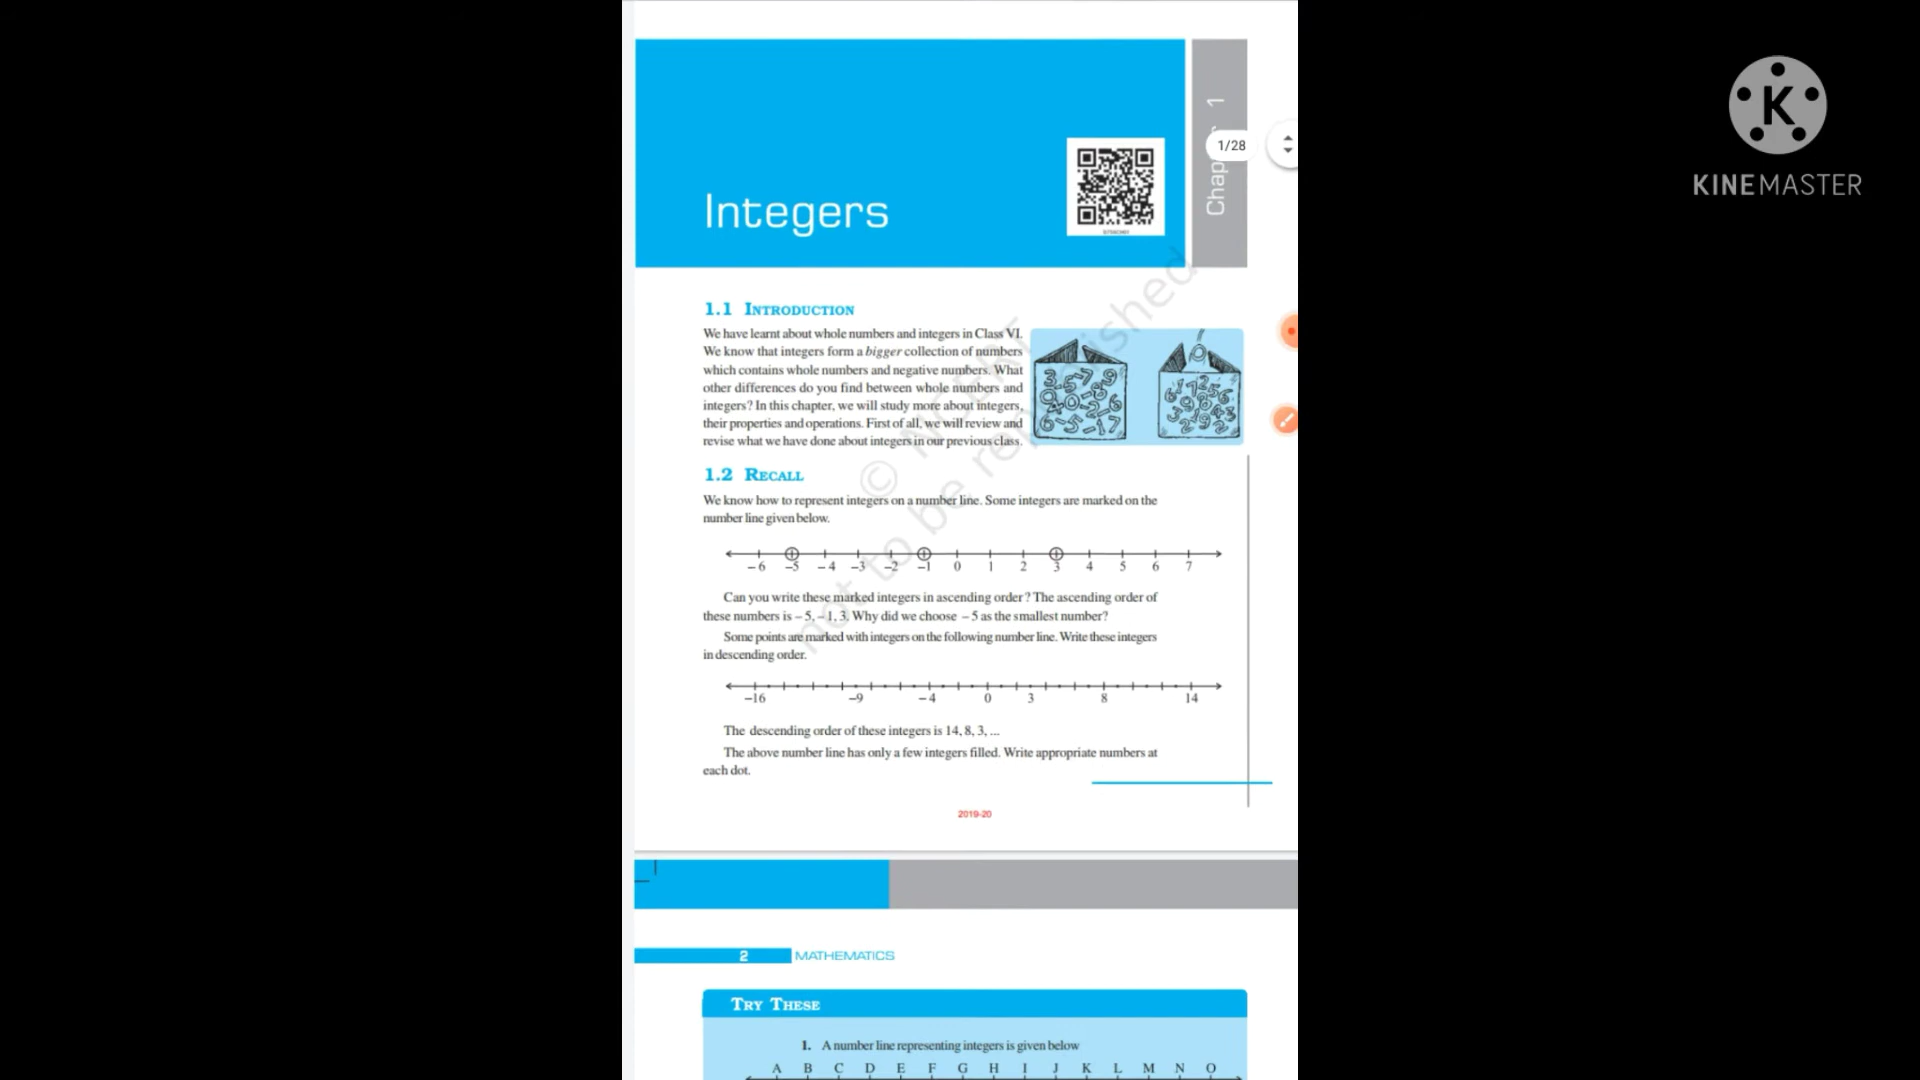 Integers
Chap 1
1/28
K
KINEMASTER
1.1 INTRODUCTION
We have learnt about whole numbers and integers in Class VI.
We know that integers form a bigger collection of numbers
which contains whole numbers and negative numbers. What
other differences do you find between whole numbers and
integers? In this chapter, we will study more about integers,
their properties and operations. First of all, we will review and
revise what we have done about integers in our previous class.
1.2 RECALL
We know how to represent integers on a number line. Some integers are marked on the
number line given below.
–6 –5 –4 –3 –2 –1 0 1 2 3 4 5 6 7
Can you write these marked integers in ascending order? The ascending order of
these numbers is – 5, – 1, 3. Why did we choose – 5 as the smallest number?
Some points are marked with integers on the following number line. Write these integers
in descending order.
–16 –9 –4 0 3 8 14
The descending order of these integers is 14, 8, 3, ...
The above number line has only a few integers filled. Write appropriate numbers at
each dot.
2019-20
© NCERT
not to be republished
2 MATHEMATICS
TRY THESE
1. A number line representing integers is given below
A B C D E F G H I J K L M N O